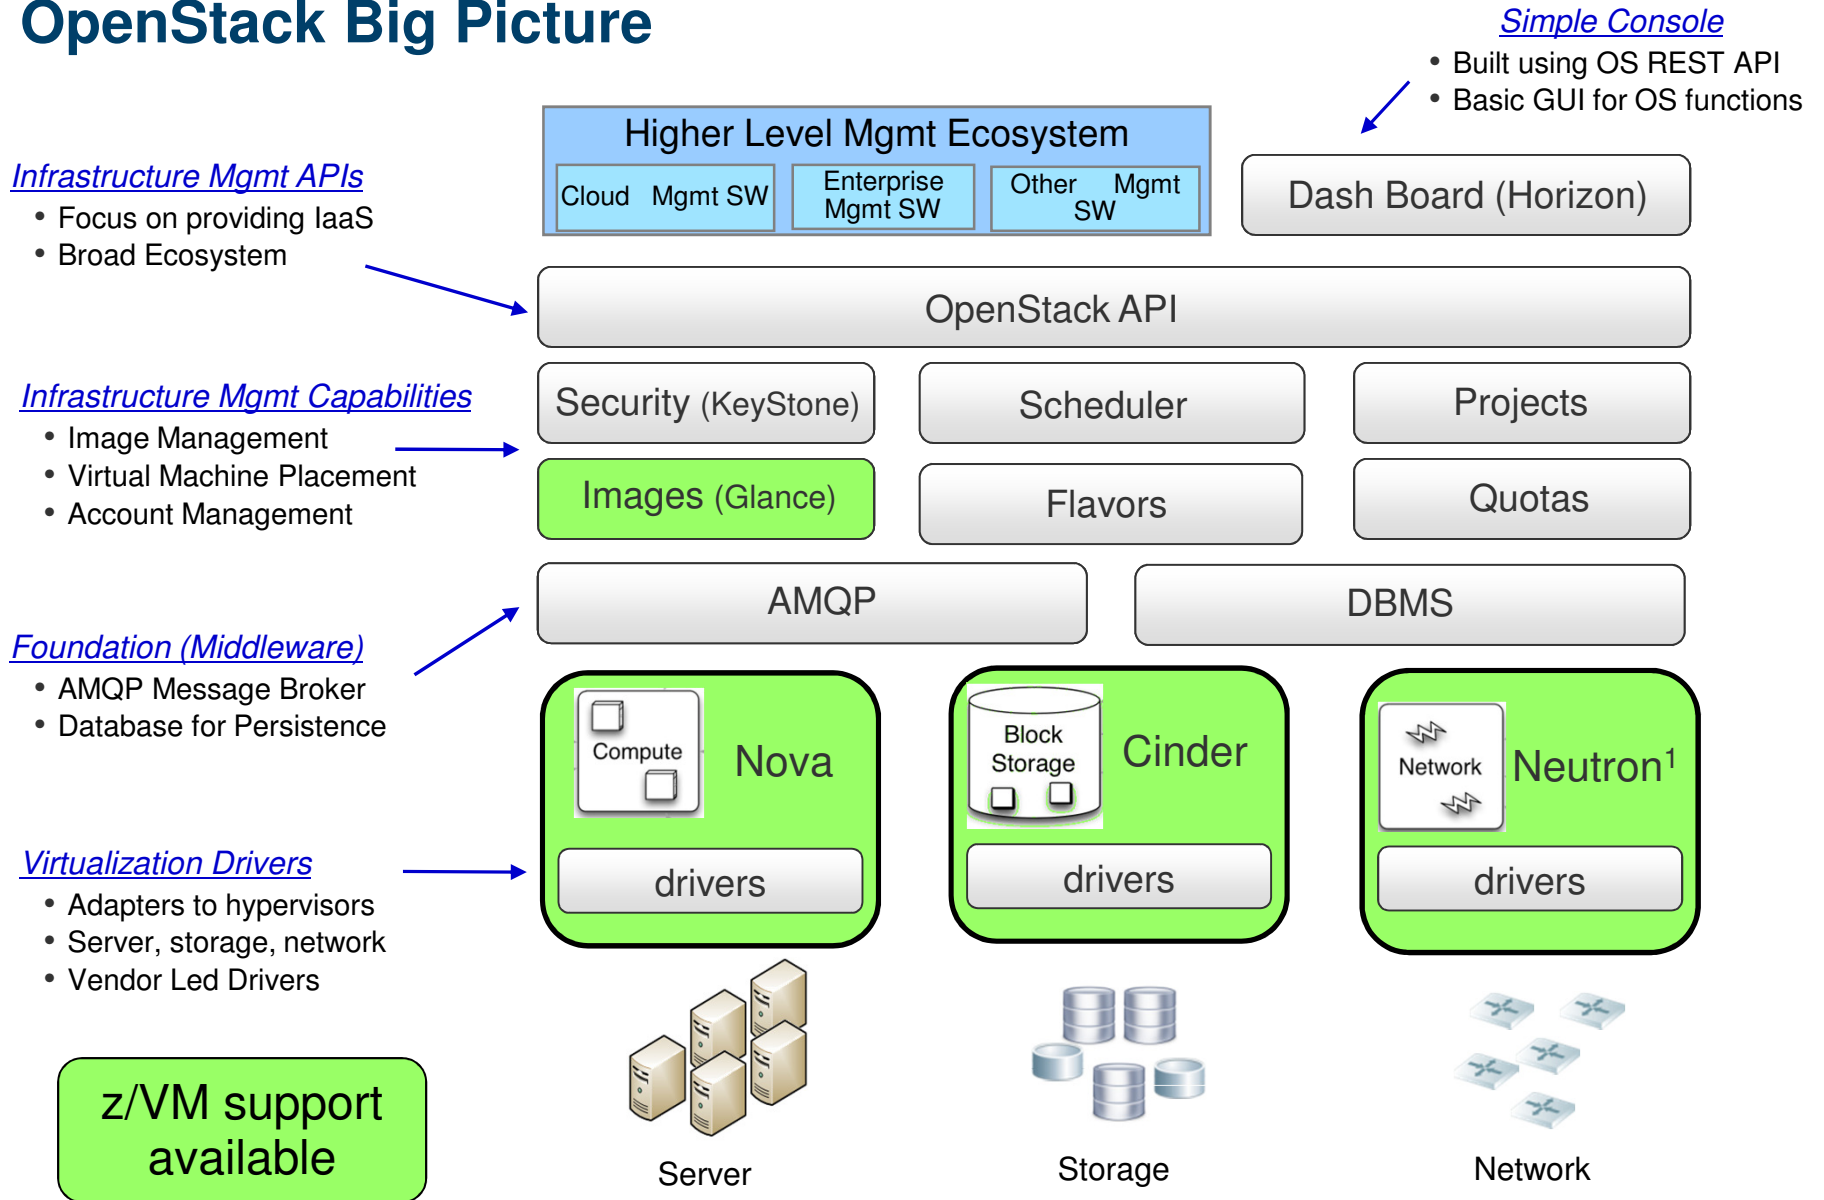 OpenStack Big Picture
Simple Console
• Built using OS REST API
• Basic GUI for OS functions
Higher Level Mgmt Ecosystem
Cloud Mgmt SW
Enterprise
Mgmt SW
Other Mgmt
SW
Dash Board (Horizon)
Infrastructure Mgmt APIs
• Focus on providing IaaS
• Broad Ecosystem
OpenStack API
Infrastructure Mgmt Capabilities
• Image Management
• Virtual Machine Placement
• Account Management
Security (KeyStone)
Scheduler
Projects
Images (Glance)
Flavors
Quotas
Foundation (Middleware)
• AMQP Message Broker
• Database for Persistence
AMQP
DBMS
Compute
Nova
Block
Storage
Cinder
Network
Neutron¹
Virtualization Drivers
• Adapters to hypervisors
• Server, storage, network
• Vendor Led Drivers
drivers
drivers
drivers
z/VM support
available
Server
Storage
Network